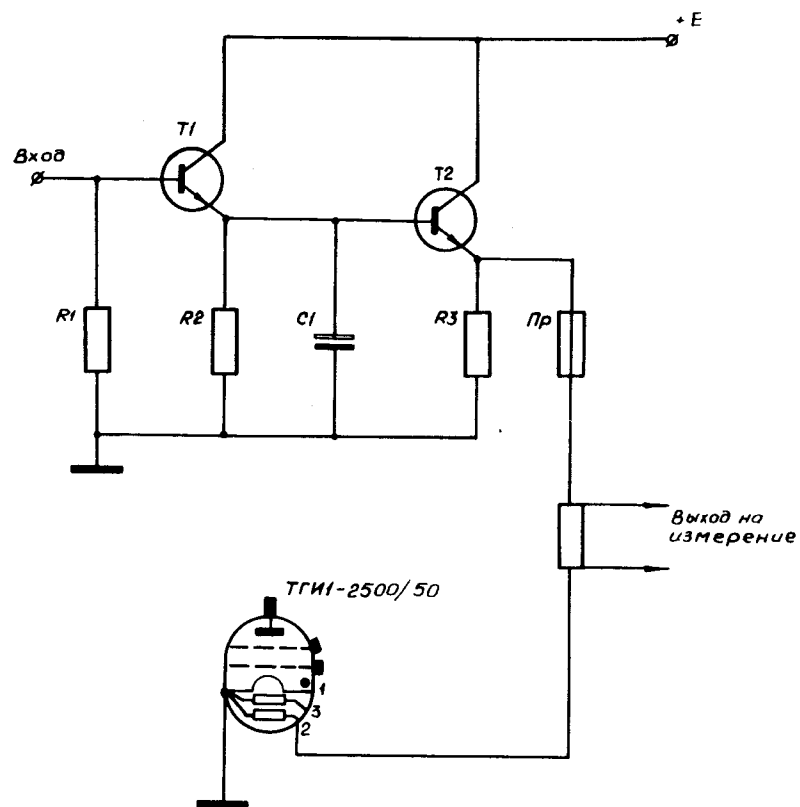 + E
T1
Вход
T2
R1
R2
C1
R3
Пр
Выход на
измерение
ТГИ1-2500/50
1
3
2